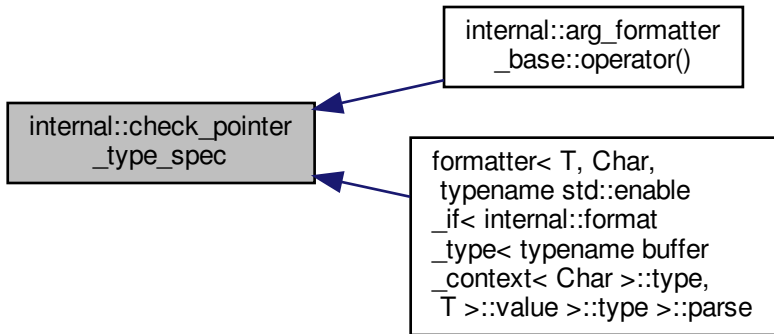 internal::check_pointer
_type_spec
internal::arg_formatter
_base::operator()
formatter< T, Char,
typename std::enable
_if< internal::format
_type< typename buffer
_context< Char >::type,
T >::value >::type >::parse